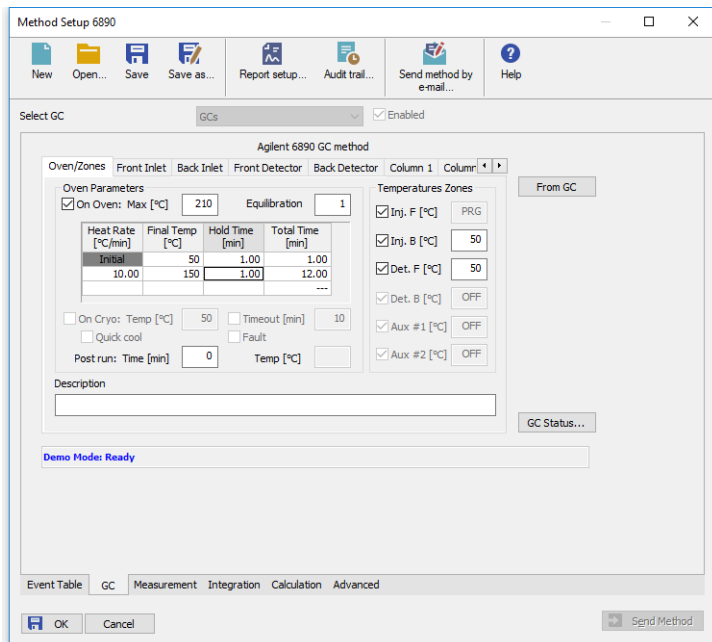 Method Setup 6890
New Open... Save Save as... Report setup... Audit trail... Send method by e-mail... Help
Select GC GCs Enabled
Agilent 6890 GC method
Oven/Zones Front Inlet Back Inlet Front Detector Back Detector Column 1 Column
From GC
Oven Parameters
On Oven: Max [°C] 210 Equilibration 1
Heat Rate [°C/min] Final Temp [°C] Hold Time [min] Total Time [min]
Initial 50 1.00 1.00
10.00 150 1.00 12.00
---
On Cryo: Temp [°C] 50 Timeout [min] 10
Quick cool Fault
Post run: Time [min] 0 Temp [°C]
Temperatures Zones
Inj. F [°C] PRG
Inj. B [°C] 50
Det. F [°C] 50
Det. B [°C] OFF
Aux #1 [°C] OFF
Aux #2 [°C] OFF
Description
GC Status...
Demo Mode: Ready
Event Table GC Measurement Integration Calculation Advanced
OK Cancel Send Method